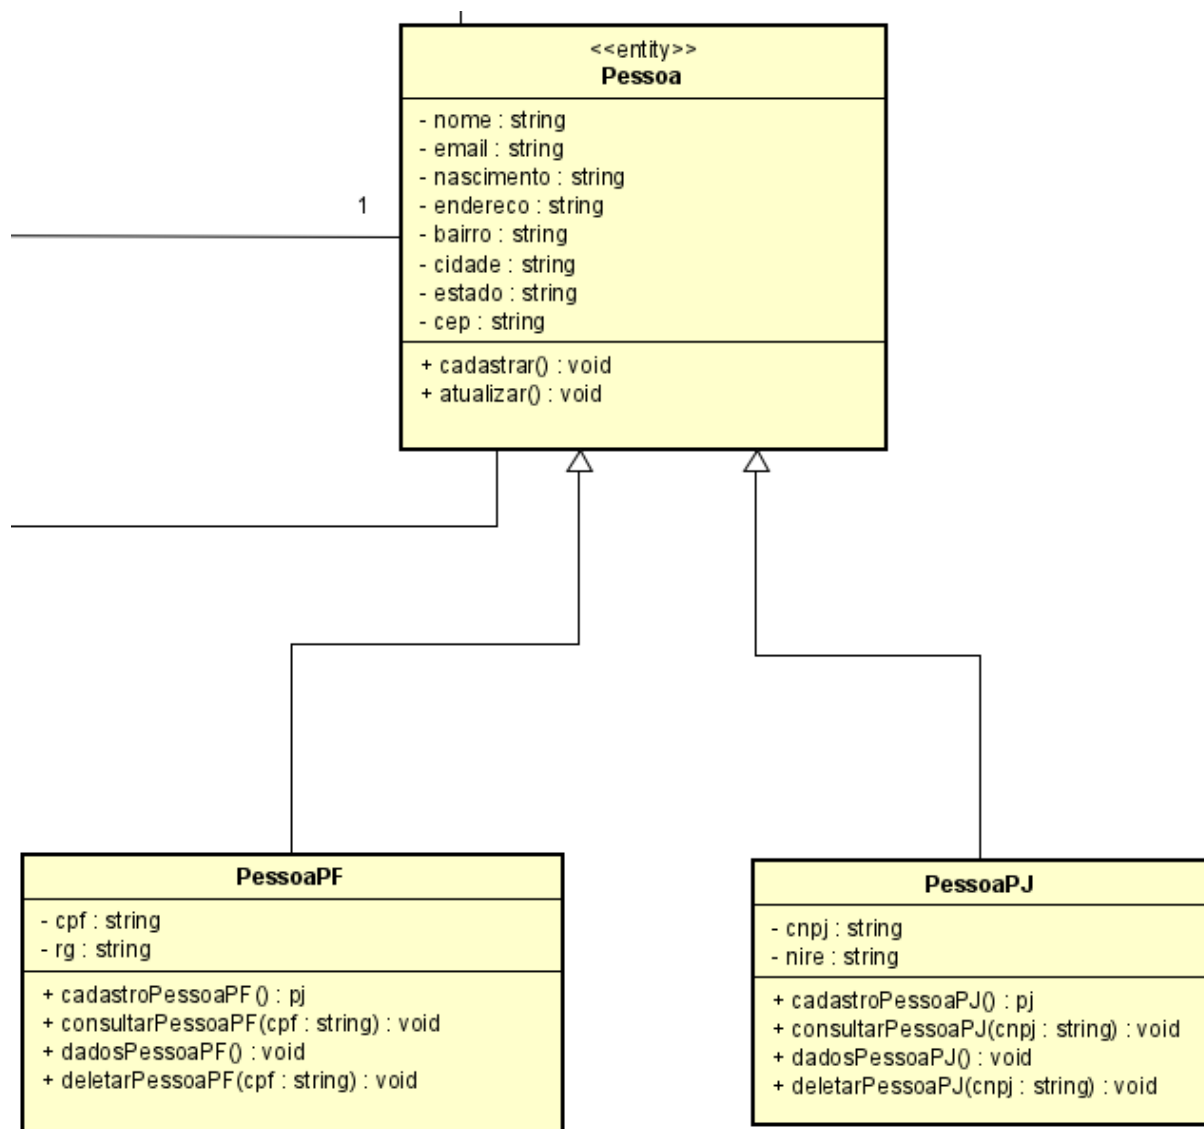 <<entity>>
Pessoa
- nome : string
- email : string
- nascimento : string
- endereco : string
- bairro : string
- cidade : string
- estado : string
- cep : string
+ cadastrar() : void
+ atualizar() : void
1
PessoaPF
- cpf : string
- rg : string
+ cadastroPessoaPF() : pj
+ consultarPessoaPF(cpf : string) : void
+ dadosPessoaPF() : void
+ deletarPessoaPF(cpf : string) : void
PessoaPJ
- cnpj : string
- nire : string
+ cadastroPessoaPJ() : pj
+ consultarPessoaPJ(cnpj : string) : void
+ dadosPessoaPJ() : void
+ deletarPessoaPJ(cnpj : string) : void